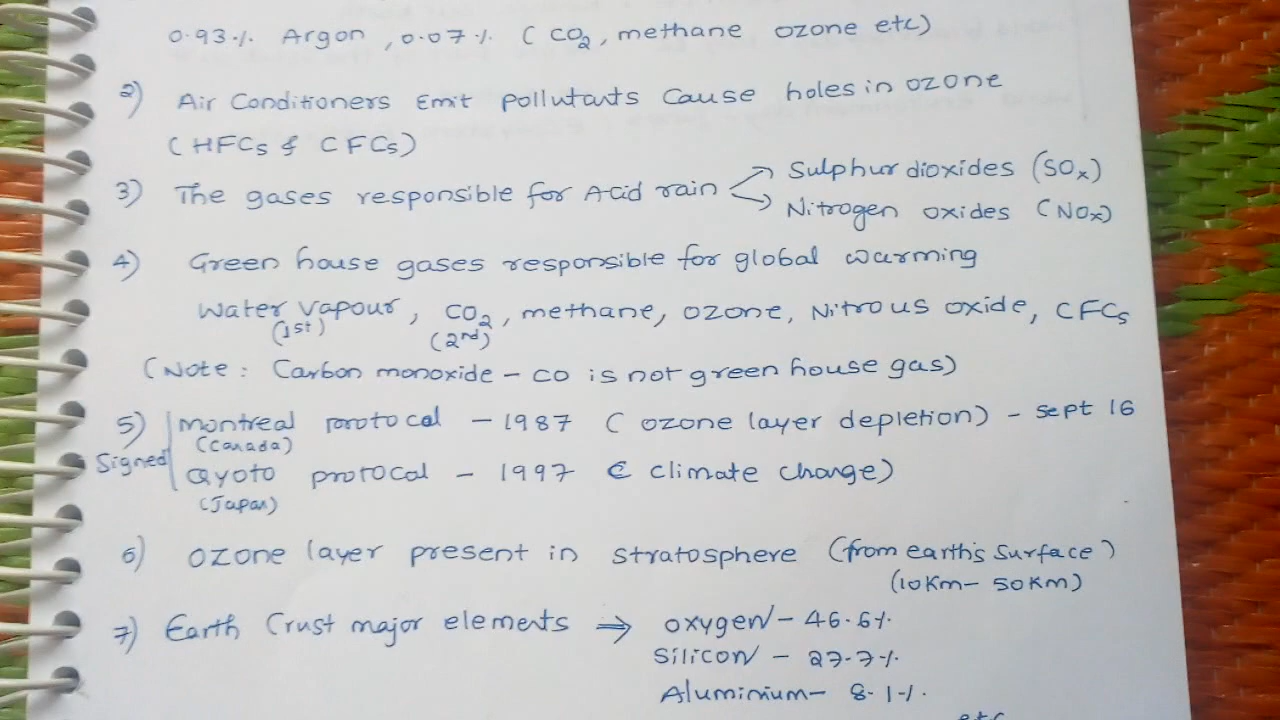 0.93%. Argon, 0.07%. (CO₂, methane ozone etc)
2) Air Conditioners Emit pollutants Cause holes in ozone
(HFCs & CFCs)
3) The gases responsible for Acid rain → Sulphur dioxides (SOx)
→ Nitrogen oxides (NOx)
4) Green house gases responsible for global warming
Water vapour, CO₂, methane, ozone, Nitrous oxide, CFCs
(1st) (2nd)
(Note: Carbon monoxide - CO is not green house gas)
5) montreal protocal - 1987 (ozone layer depletion) - Sept 16
(Canada)
Signed Qyoto protocal - 1997 (climate change)
(Japan)
6) Ozone layer present in stratosphere (from earth's Surface)
(10Km- 50KM)
7) Earth Crust major elements ⇒ oxygen - 46.6%.
Silicon - 27.7%.
Aluminium- 8.1%.
etc